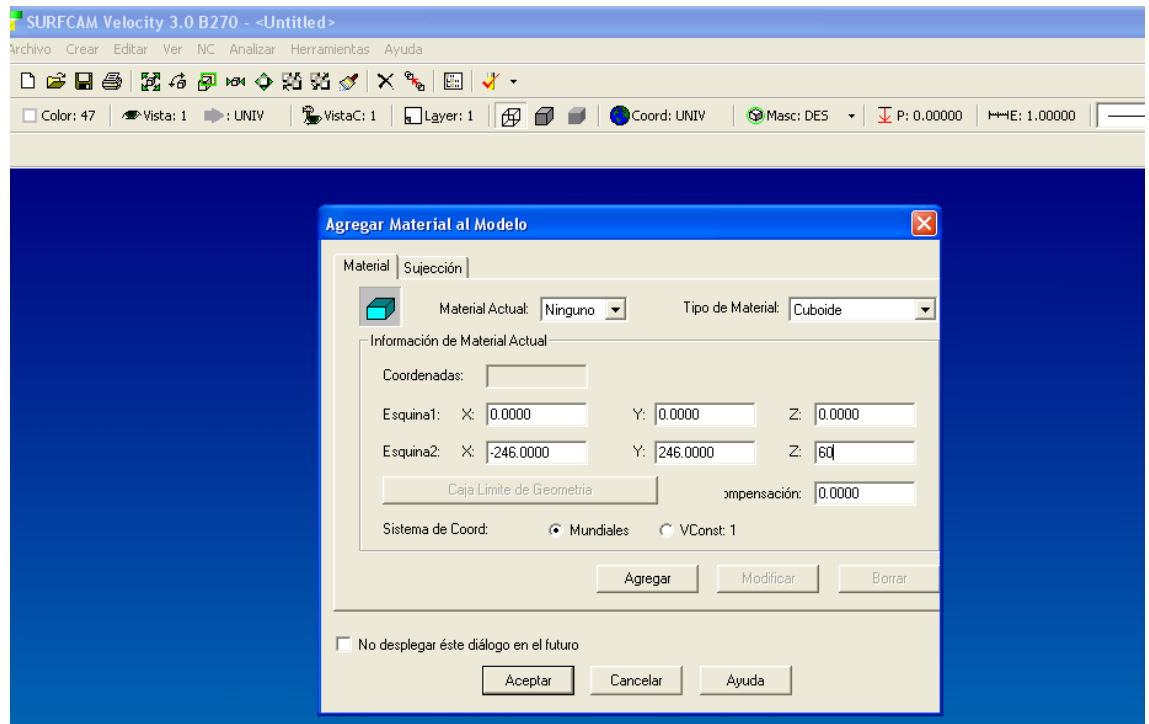 SURFCAM Velocity 3.0 B270 - <Untitled>
Archivo Crear Editar Ver NC Analizar Herramientas Ayuda
Color: 47 Vista: 1 : UNIV VistaC: 1 Layer: 1 Coord: UNIV Masc: DES P: 0.00000 E: 1.00000
Agregar Material al Modelo
Material Sujección
Material Actual: Ninguno Tipo de Material: Cuboide
Información de Material Actual
Coordenadas:
Esquina1: X: 0.0000 Y: 0.0000 Z: 0.0000
Esquina2: X: -246.0000 Y: 246.0000 Z: 60
Caja Limite de Geometria ompensación: 0.0000
Sistema de Coord: Mundiales VConst: 1
Agregar Modificar Borrar
No desplegar éste diálogo en el futuro
Aceptar Cancelar Ayuda